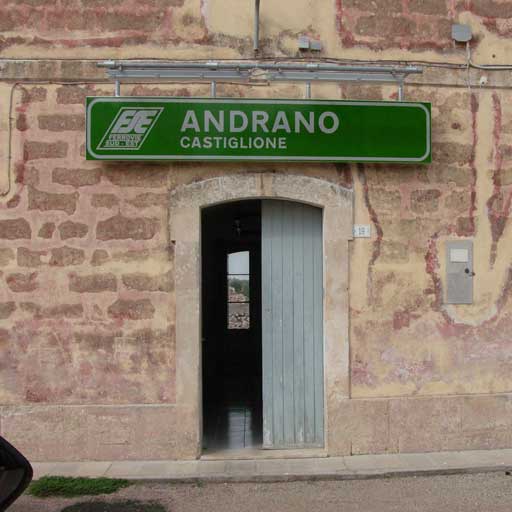 FSE
FERROVIE
SUD-EST
ANDRANO
CASTIGLIONE